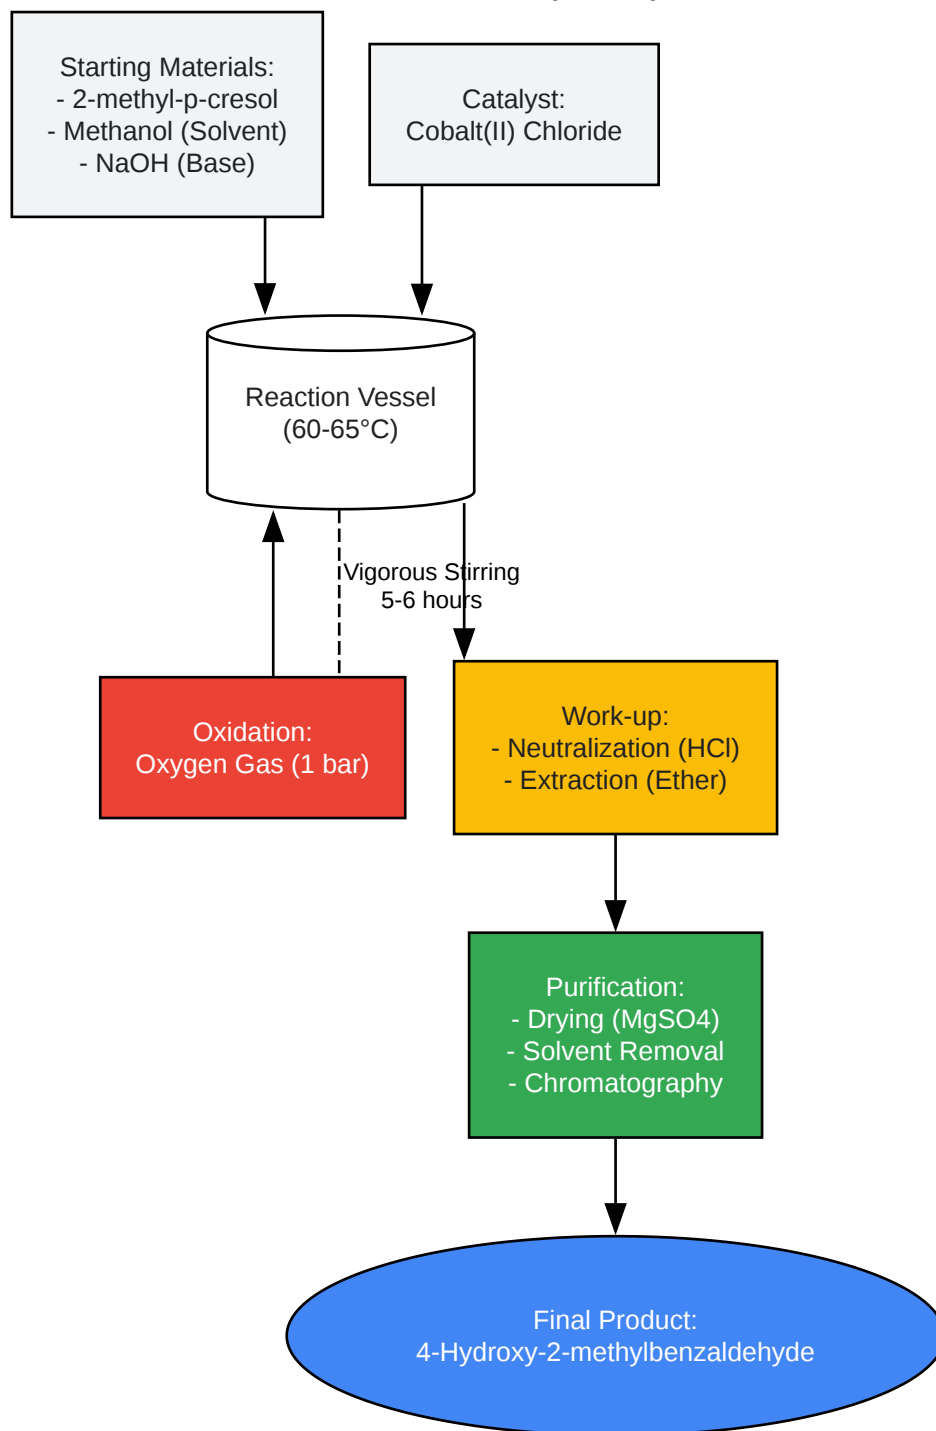 Starting Materials:
- 2-methyl-p-cresol
- Methanol (Solvent)
- NaOH (Base)
Catalyst:
Cobalt(II) Chloride
Reaction Vessel
(60-65°C)
Vigorous Stirring
5-6 hours
Oxidation:
Oxygen Gas (1 bar)
Work-up:
- Neutralization (HCl)
- Extraction (Ether)
Purification:
- Drying (MgSO4)
- Solvent Removal
- Chromatography
Final Product:
4-Hydroxy-2-methylbenzaldehyde